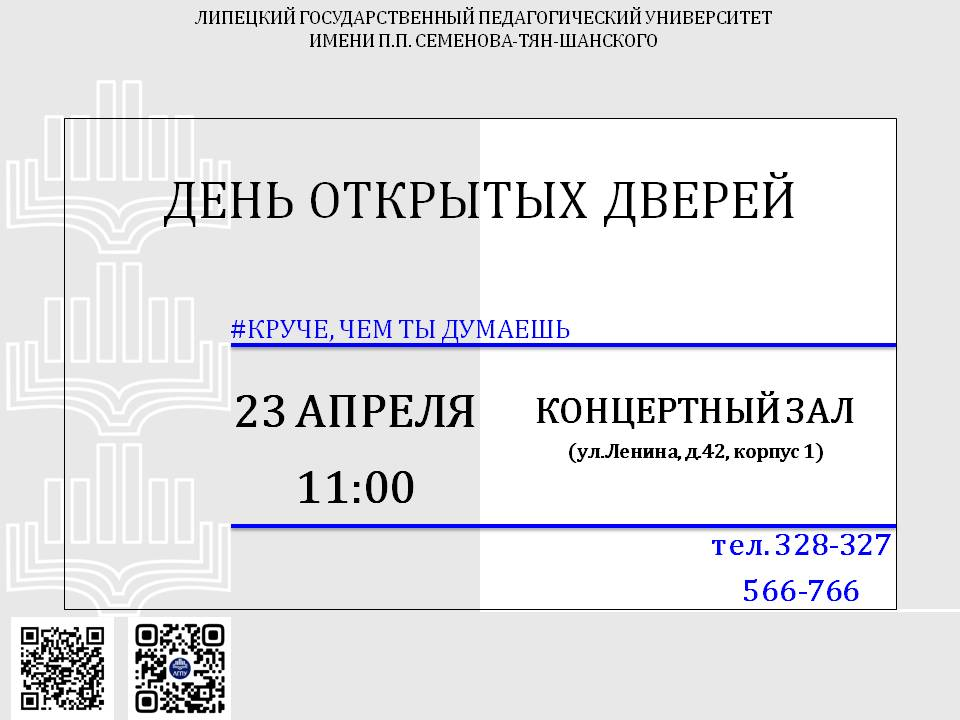 ЛИПЕЦКИЙ ГОСУДАРСТВЕННЫЙ ПЕДАГОГИЧЕСКИЙ УНИВЕРСИТЕТ
ИМЕНИ П.П. СЕМЕНОВА-ТЯН-ШАНСКОГО
ДЕНЬ ОТКРЫТЫХ ДВЕРЕЙ
#КРУЧЕ, ЧЕМ ТЫ ДУМАЕШЬ
23 АПРЕЛЯ
11:00
КОНЦЕРТНЫЙ ЗАЛ
(ул.Ленина, д.42, корпус 1)
тел. 328-327
566-766
ЛГПУ